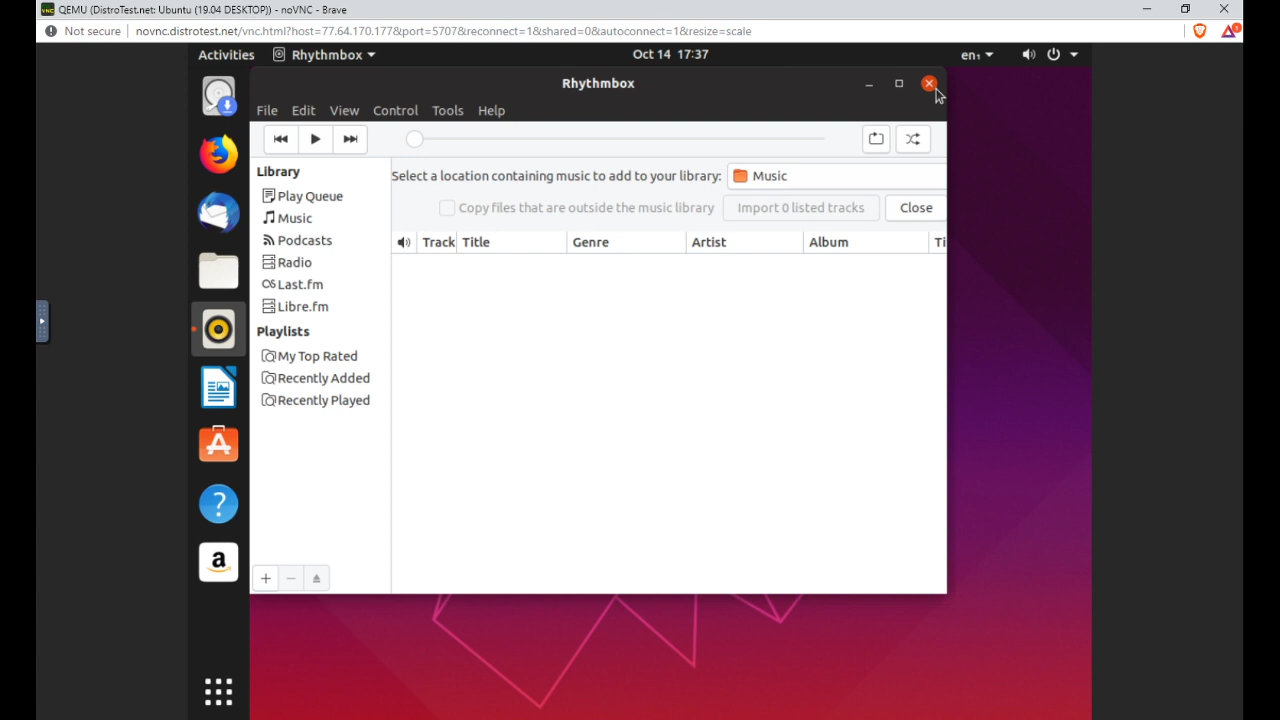 QEMU (DistroTest.net: Ubuntu (19.04 DESKTOP)) - noVNC - Brave
Not secure | novnc.distrotest.net/vnc.html?host=77.64.170.177&port=5707&reconnect=1&shared=0&autoconnect=1&resize=scale
Activities Rhythmbox Oct 14 17:37 en₁
Rhythmbox
File Edit View Control Tools Help
Library
Select a location containing music to add to your library: Music
Play Queue
Copy files that are outside the music library Import 0 listed tracks Close
Music
Podcasts
Track Title Genre Artist Album Ti
Radio
Last.fm
Libre.fm
Playlists
My Top Rated
Recently Added
Recently Played